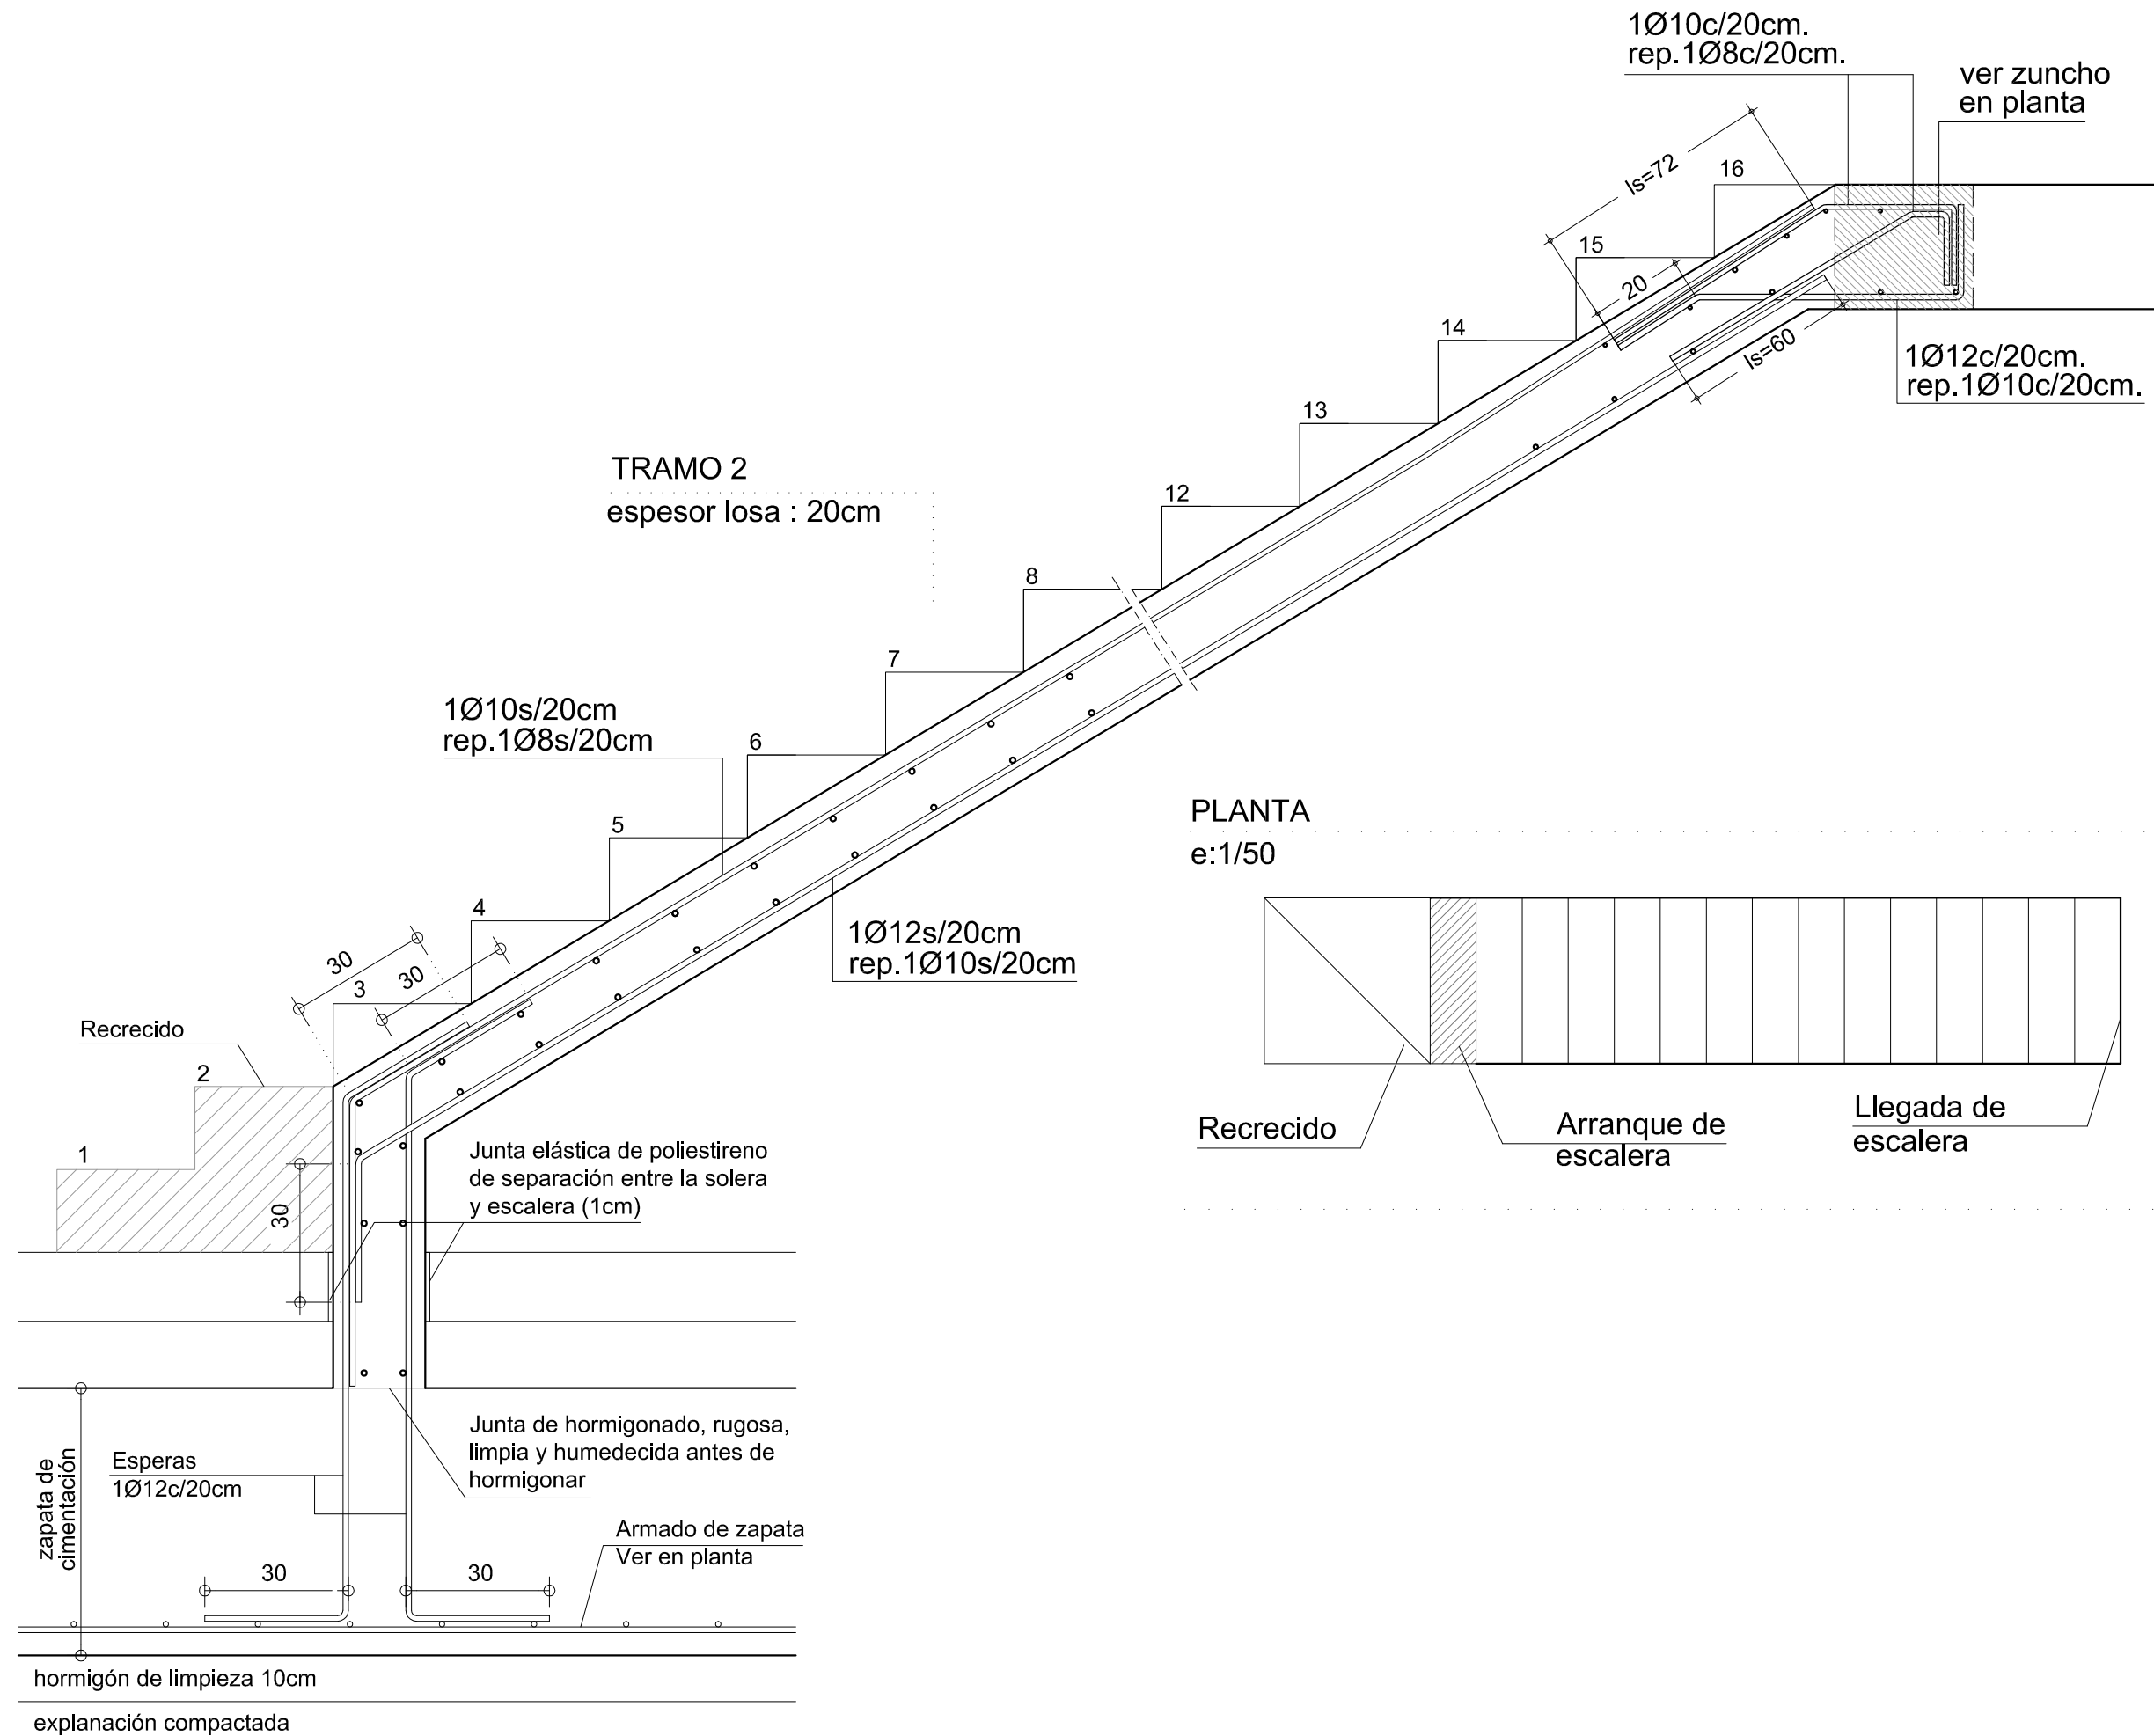 1Ø10c/20cm.
rep.1Ø8c/20cm.
ver zuncho
en planta
ls=72
16
15
20
14
ls=60
1Ø12c/20cm.
rep.1Ø10c/20cm.
13
TRAMO 2
espesor losa : 20cm
12
8
7
1Ø10s/20cm
rep.1Ø8s/20cm
6
5
PLANTA
e:1/50
4
1Ø12s/20cm
rep.1Ø10s/20cm
30
30
3
Recrecido
2
1
30
Junta elástica de poliestireno
de separación entre la solera
y escalera (1cm)
Recrecido
Arranque de
escalera
Llegada de
escalera
Junta de hormigonado, rugosa,
limpia y humedecida antes de
hormigonar
zapata de
cimentación
Esperas
1Ø12c/20cm
Armado de zapata
Ver en planta
30
30
hormigón de limpieza 10cm
explanación compactada